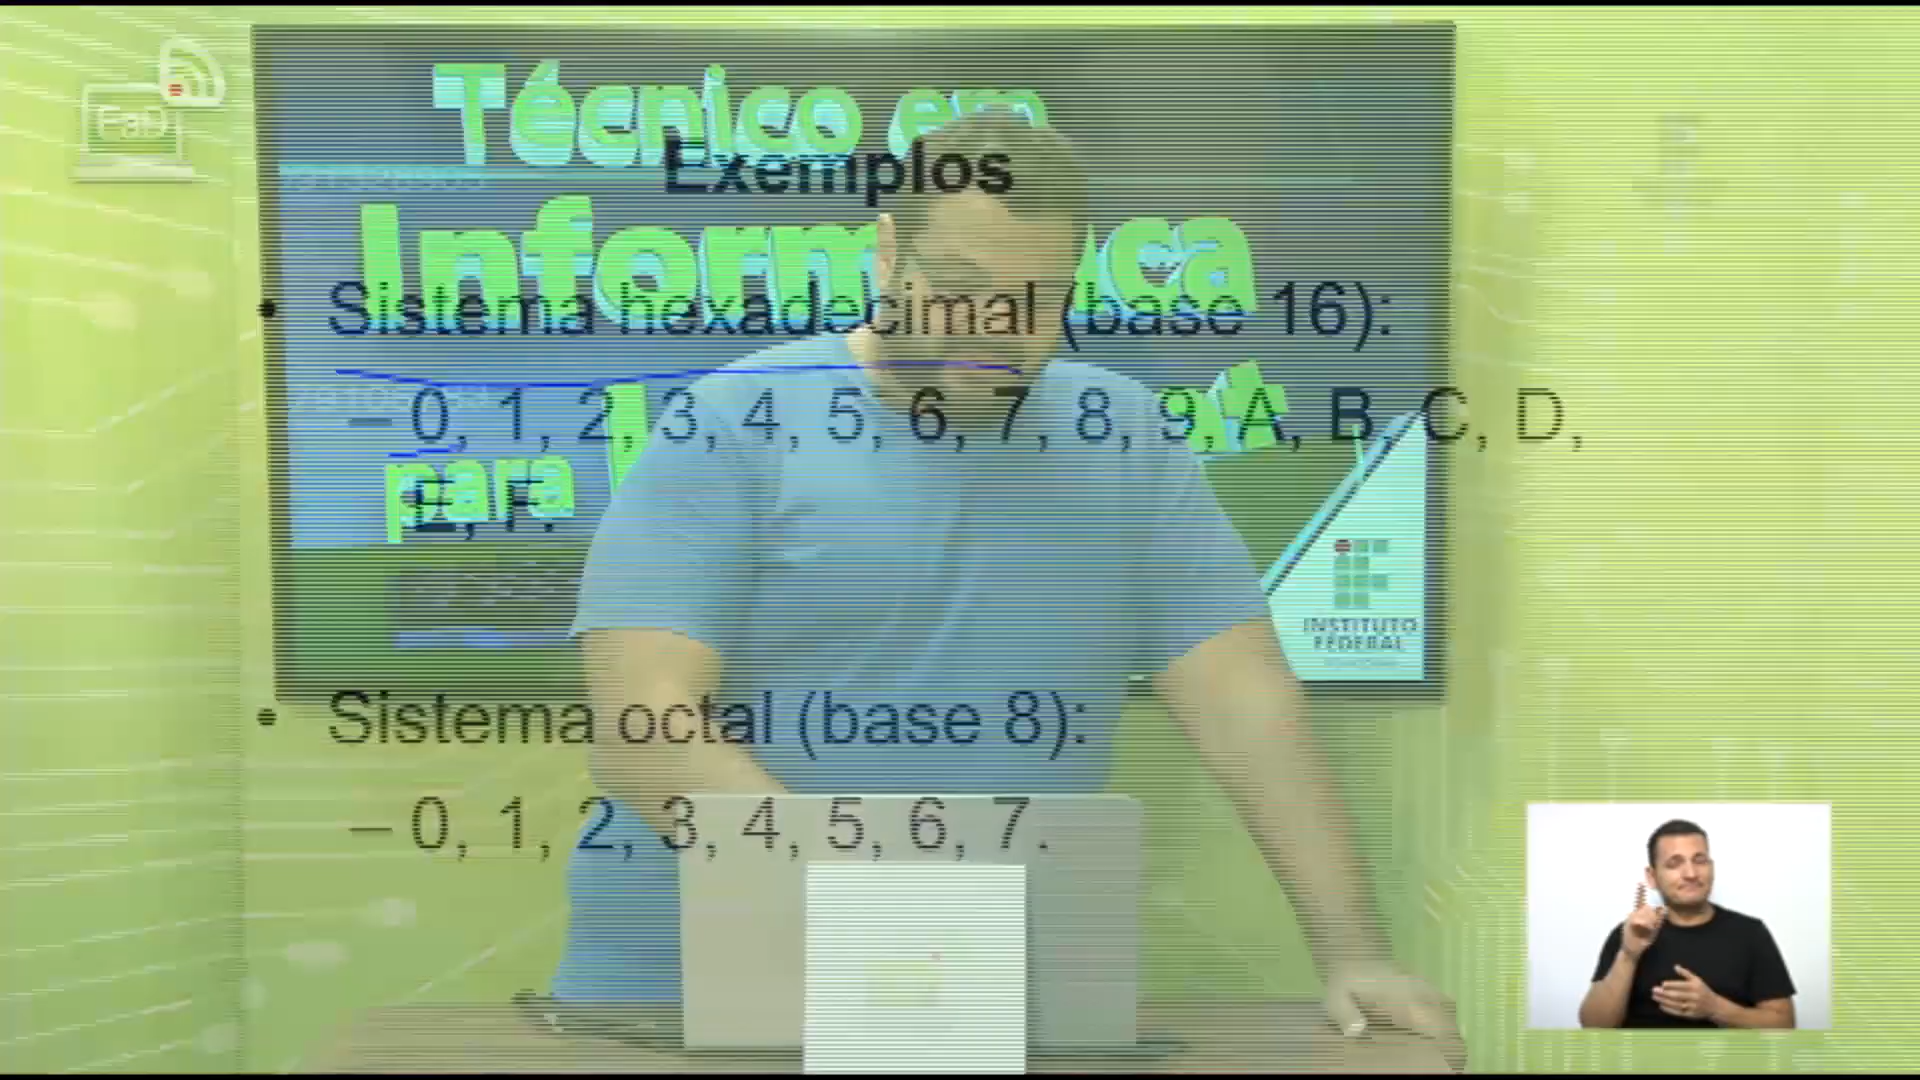 EaD
Técnico em
Exemplos
• Sistema hexadecimal (base 16):
– 0, 1, 2, 3, 4, 5, 6, 7, 8, 9, A, B, C, D,
E, F.
para
INSTITUTO
FEDERAL
• Sistema octal (base 8):
– 0, 1, 2, 3, 4, 5, 6, 7.